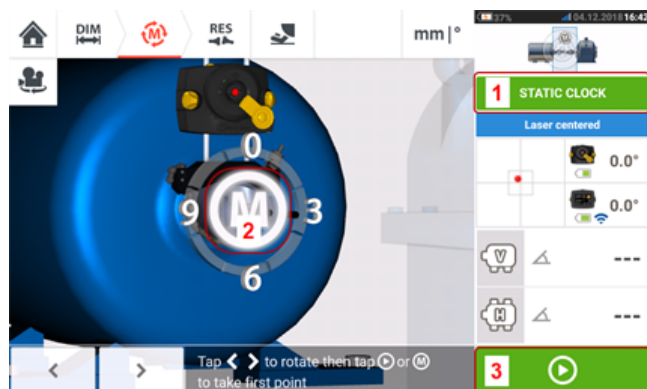 DIM
M
RES
mm|°
37%
04.12.2018 16:42
1 STATIC CLOCK
Laser centered
0.0°
0.0°
V ---
H ---
0
9 M 3
2
6
Tap < > to rotate then tap or M
to take first point
3